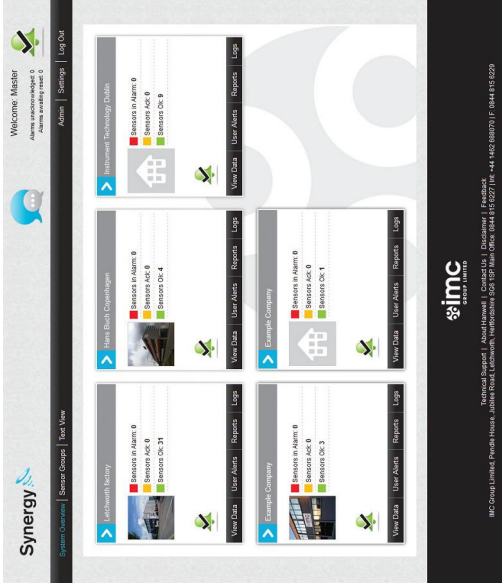 Synergy
Welcome: Master
Alarms unacknowledged: 0
Alarms awaiting reset: 0
System Overview | Sensor Groups | Text View
Admin | Settings | Log Out
Letchworth factory
Sensors in Alarm: 0
Sensors Ack: 0
Sensors Ok: 31
View Data User Alerts Reports Logs
Hans Buch Copenhagen
Sensors in Alarm: 0
Sensors Ack: 0
Sensors Ok: 4
View Data User Alerts Reports Logs
Instrument Technology Dublin
Sensors in Alarm: 0
Sensors Ack: 0
Sensors Ok: 9
View Data User Alerts Reports Logs
Example Company
Sensors in Alarm: 0
Sensors Ack: 0
Sensors Ok: 3
View Data User Alerts Reports Logs
Example Company
Sensors in Alarm: 0
Sensors Ack: 0
Sensors Ok: 1
View Data User Alerts Reports Logs
imc
GROUP LIMITED
Technical Support | About Hanwell | Contact Us | Disclaimer | Feedback
IMC Group Limited, Pendle House, Jubilee Road, Letchworth, Hertfordshire SG6 1SP. Main Office: 0844 815 6227 | Int: +44 1462 688070 | F: 0844 815 6229